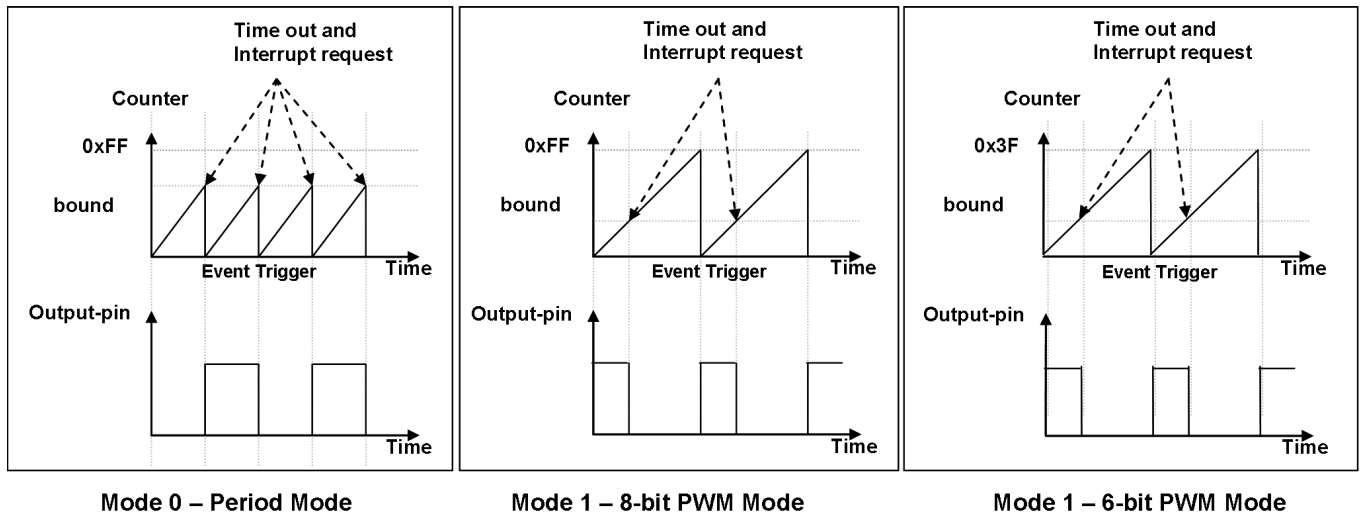 Time out and
Interrupt request
Counter
0xFF
bound
Time
Event Trigger
Output-pin
Time
Mode 0 – Period Mode
Time out and
Interrupt request
Counter
0xFF
bound
Time
Event Trigger
Output-pin
Time
Mode 1 – 8-bit PWM Mode
Time out and
Interrupt request
Counter
0x3F
bound
Time
Event Trigger
Output-pin
Time
Mode 1 – 6-bit PWM Mode